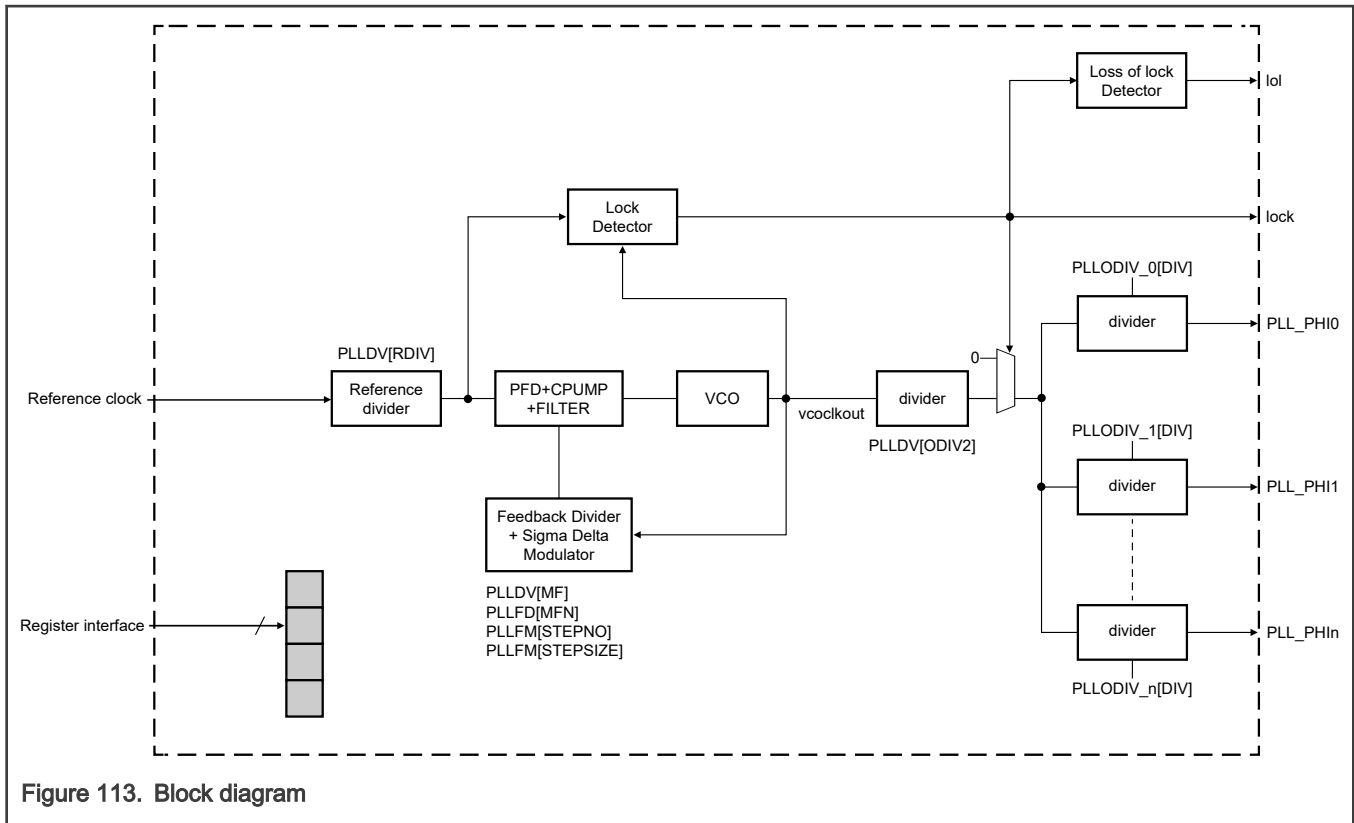 Loss of lock
Detector
lol
Lock
Detector
lock
PLLODIV_0[DIV]
divider
PLL_PHI0
0
PLLDV[RDIV]
Reference clock
Reference
divider
PFD+CPUMP
+FILTER
VCO
vcoclkout
divider
PLLDV[ODIV2]
PLLODIV_1[DIV]
divider
PLL_PHI1
Feedback Divider
+ Sigma Delta
Modulator
PLLDV[MF]
PLLFD[MFN]
PLLFM[STEPNO]
PLLFM[STEPSIZE]
Register interface
divider
PLL_PHIn
PLLODIV_n[DIV]
Figure 113. Block diagram